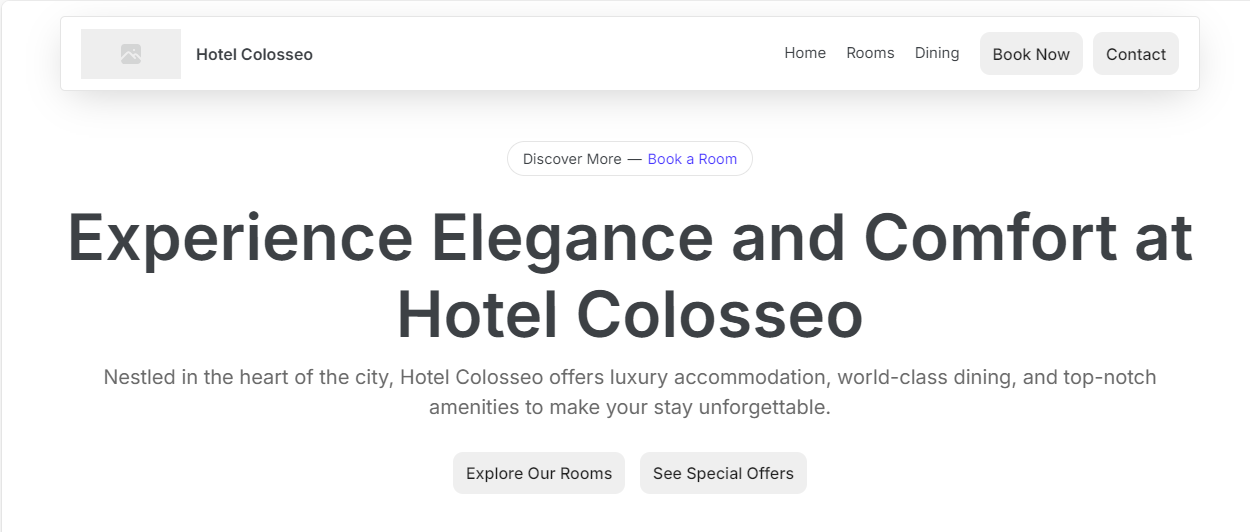 Hotel Colosseo
Home Rooms Dining Book Now Contact
Discover More — Book a Room
Experience Elegance and Comfort at
Hotel Colosseo
Nestled in the heart of the city, Hotel Colosseo offers luxury accommodation, world-class dining, and top-notch
amenities to make your stay unforgettable.
Explore Our Rooms See Special Offers